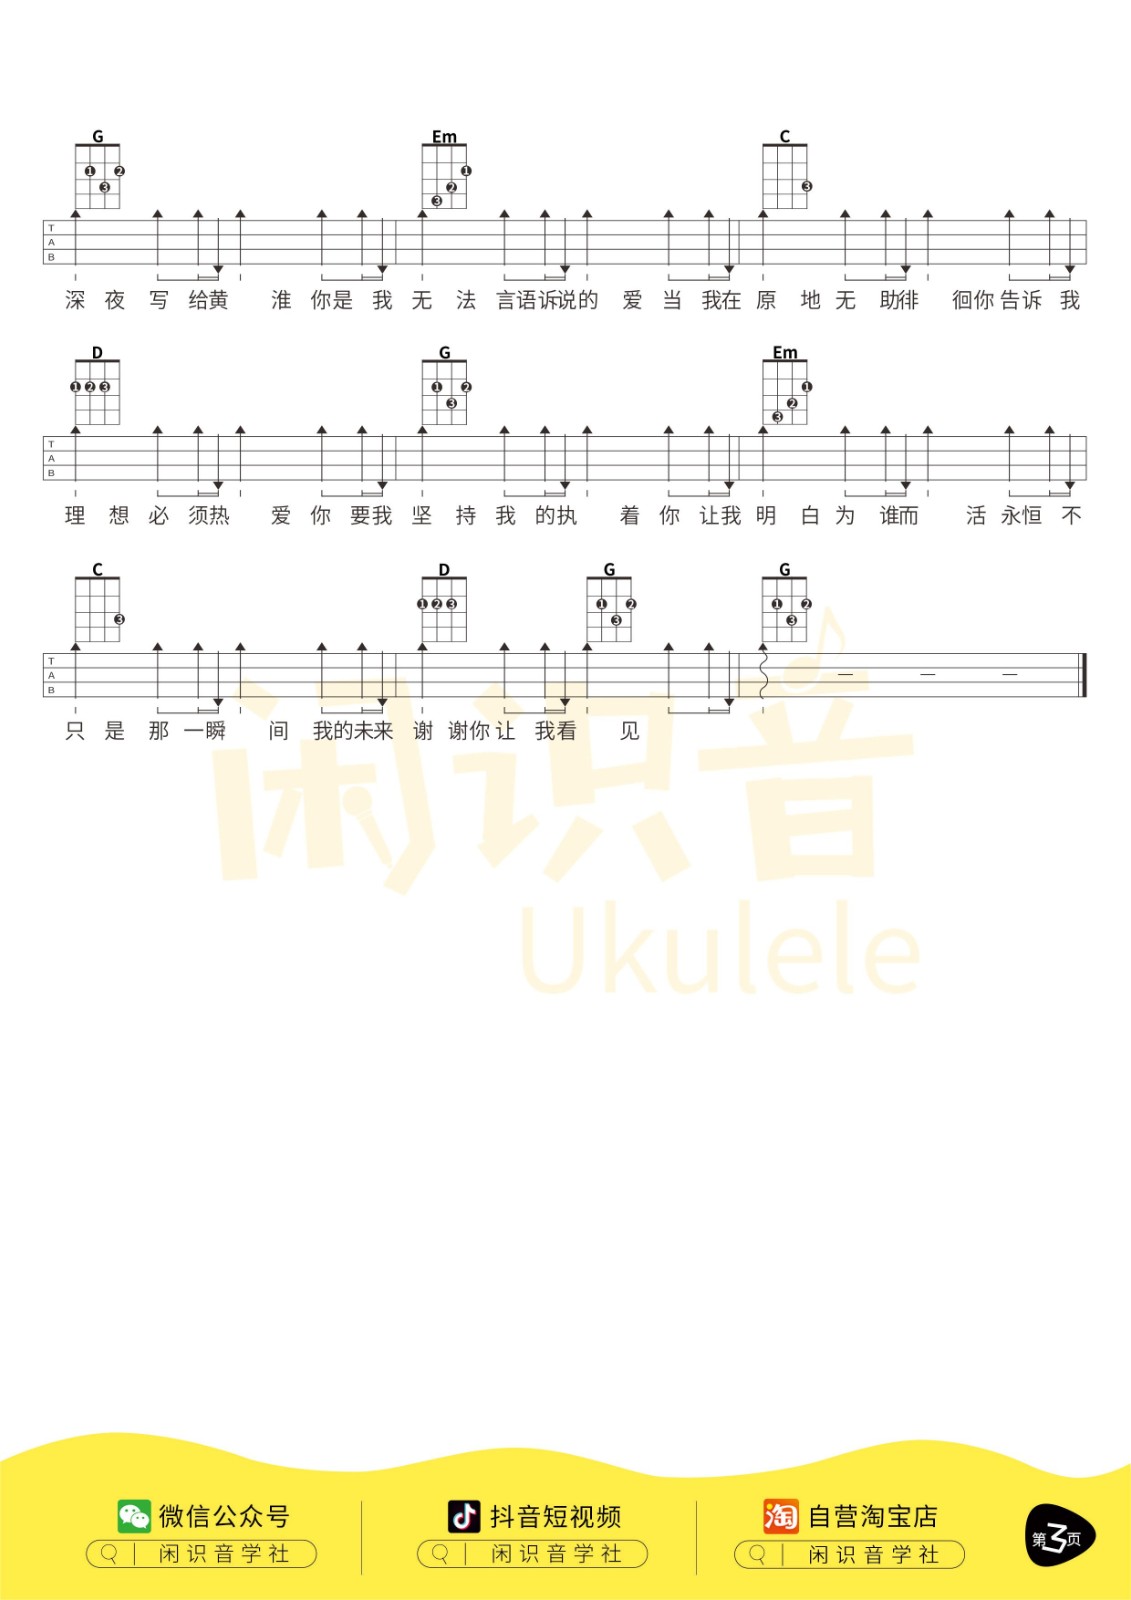 G Em C
T A B
深 夜 写 给黄 淮 你是 我 无 法 言语诉说的 爱 当 我在 原 地 无 助徘 徊你 告诉 我
D G Em
T A B
理 想 必 须热 爱 你 要我 坚 持 我 的执 着 你 让我 明 白 为 谁而 活 永恒 不
C D G G
T A B
只 是 那 一瞬 间 我的未来 谢 谢你 让 我看 见
闲识音
Ukulele
微信公众号 抖音短视频 自营淘宝店
闲识音学社 闲识音学社 闲识音学社
第3页